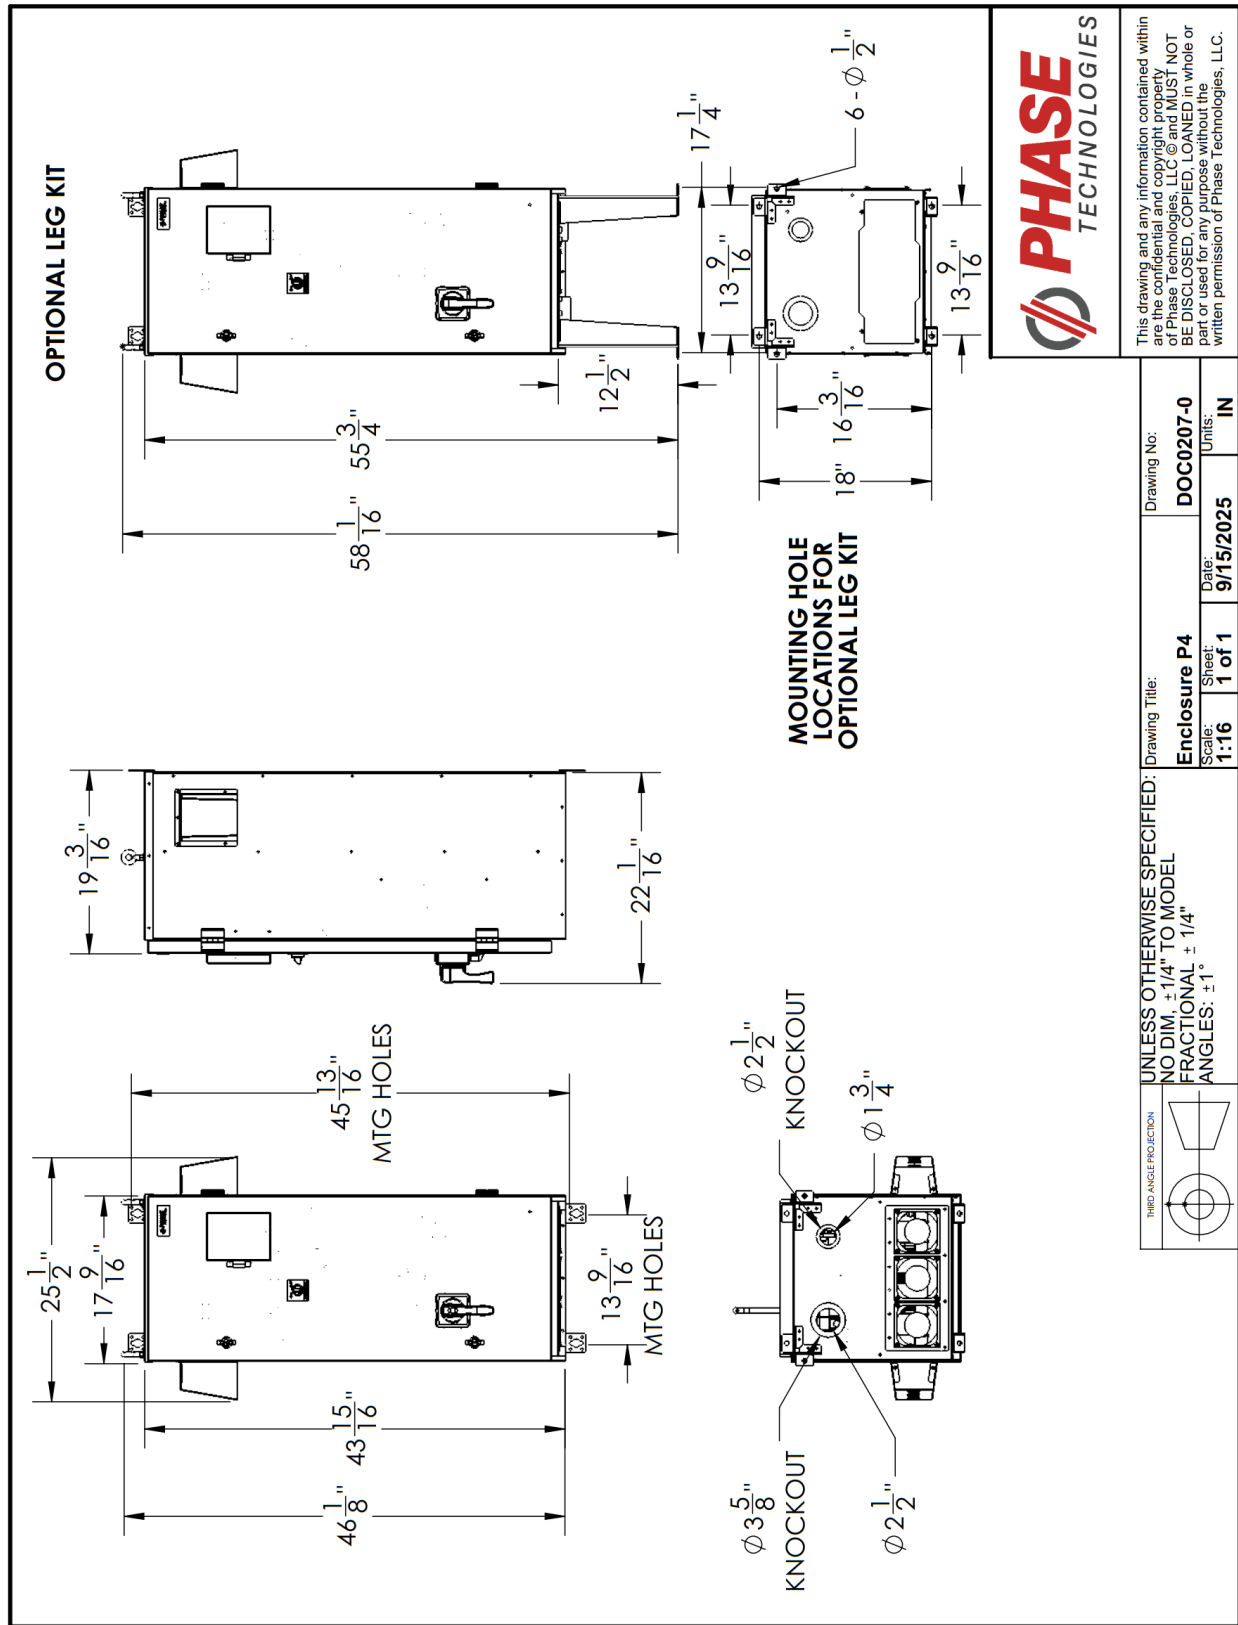 OPTIONAL LEG KIT
25 1/2"
17 9/16"
46 1/8"
43 15/16"
45 13/16"
MTG HOLES
13 9/16"
MTG HOLES
19 3/16"
22 1/16"
58 1/16"
55 3/4"
12 1/2"
17 1/4"
13 9/16"
6 - ∅ 1/2"
18"
16 3/16"
13 9/16"
MOUNTING HOLE
LOCATIONS FOR
OPTIONAL LEG KIT
∅3 5/8"
KNOCKOUT
∅2 1/2"
∅2 1/2"
KNOCKOUT
∅1 3/4"
THIRD ANGLE PROJECTION
UNLESS OTHERWISE SPECIFIED:
NO DIM, ±1/4" TO MODEL
FRACTIONAL ± 1/4"
ANGLES: ±1°
Drawing Title:
Enclosure P4
Drawing No:
DOC0207-0
Scale:
1:16
Sheet:
1 of 1
Date:
9/15/2025
Units:
IN
PHASE
TECHNOLOGIES
This drawing and any information contained within
are the confidential and copyright property
of Phase Technologies, LLC © and MUST NOT
BE DISCLOSED, COPIED, LOANED in whole or
part or used for any purpose without the
written permission of Phase Technologies, LLC.